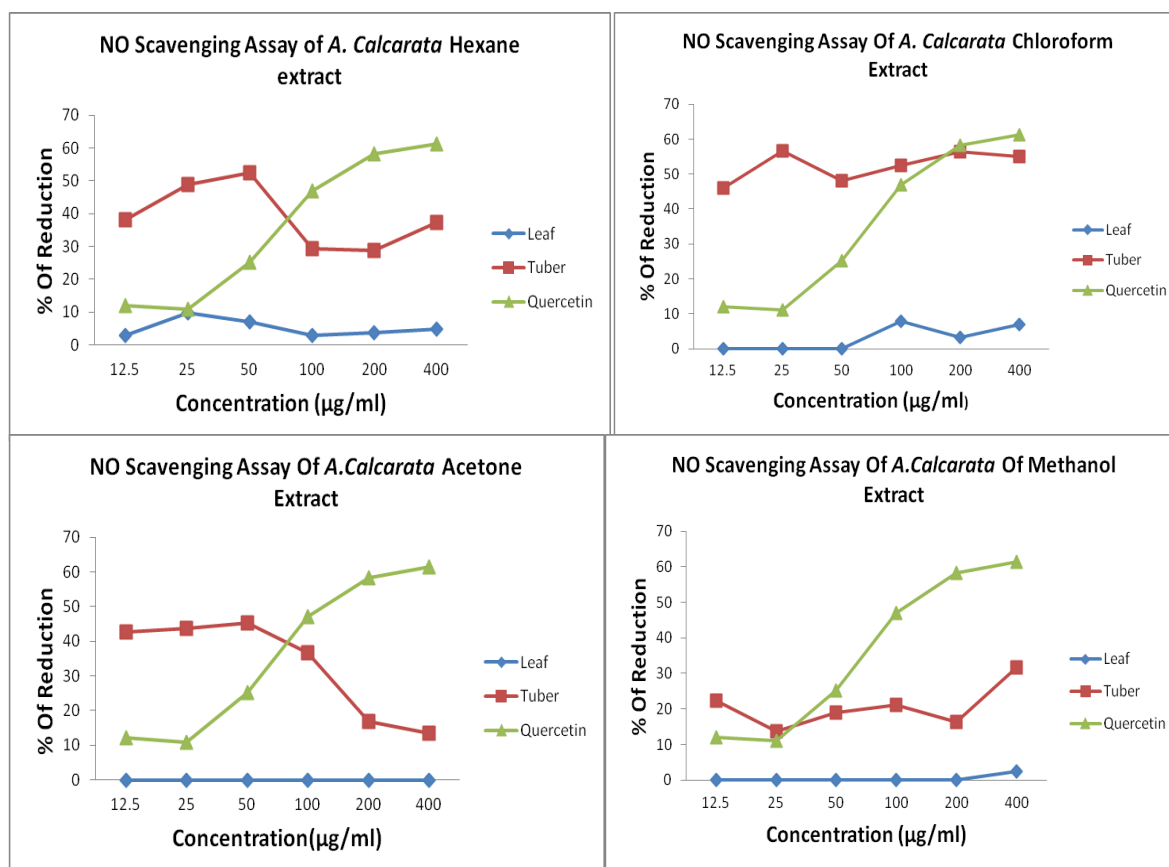 NO Scavenging Assay of A. Calcarata Hexane
extract
% Of Reduction
70
60
50
40
30
20
10
0
12.5 25 50 100 200 400
Concentration (µg/ml)
Leaf
Tuber
Quercetin
NO Scavenging Assay Of A. Calcarata Chloroform
Extract
% Of Reduction
70
60
50
40
30
20
10
0
12.5 25 50 100 200 400
Concentration (µg/ml)
Leaf
Tuber
Quercetin
NO Scavenging Assay Of A.Calcarata Acetone
Extract
% Of Reduction
70
60
50
40
30
20
10
0
12.5 25 50 100 200 400
Concentration(µg/ml)
Leaf
Tuber
Quercetin
NO Scavenging Assay Of A.Calcarata Of Methanol
Extract
% Of Reduction
70
60
50
40
30
20
10
0
12.5 25 50 100 200 400
Concentration (µg/ml)
Leaf
Tuber
Quercetin